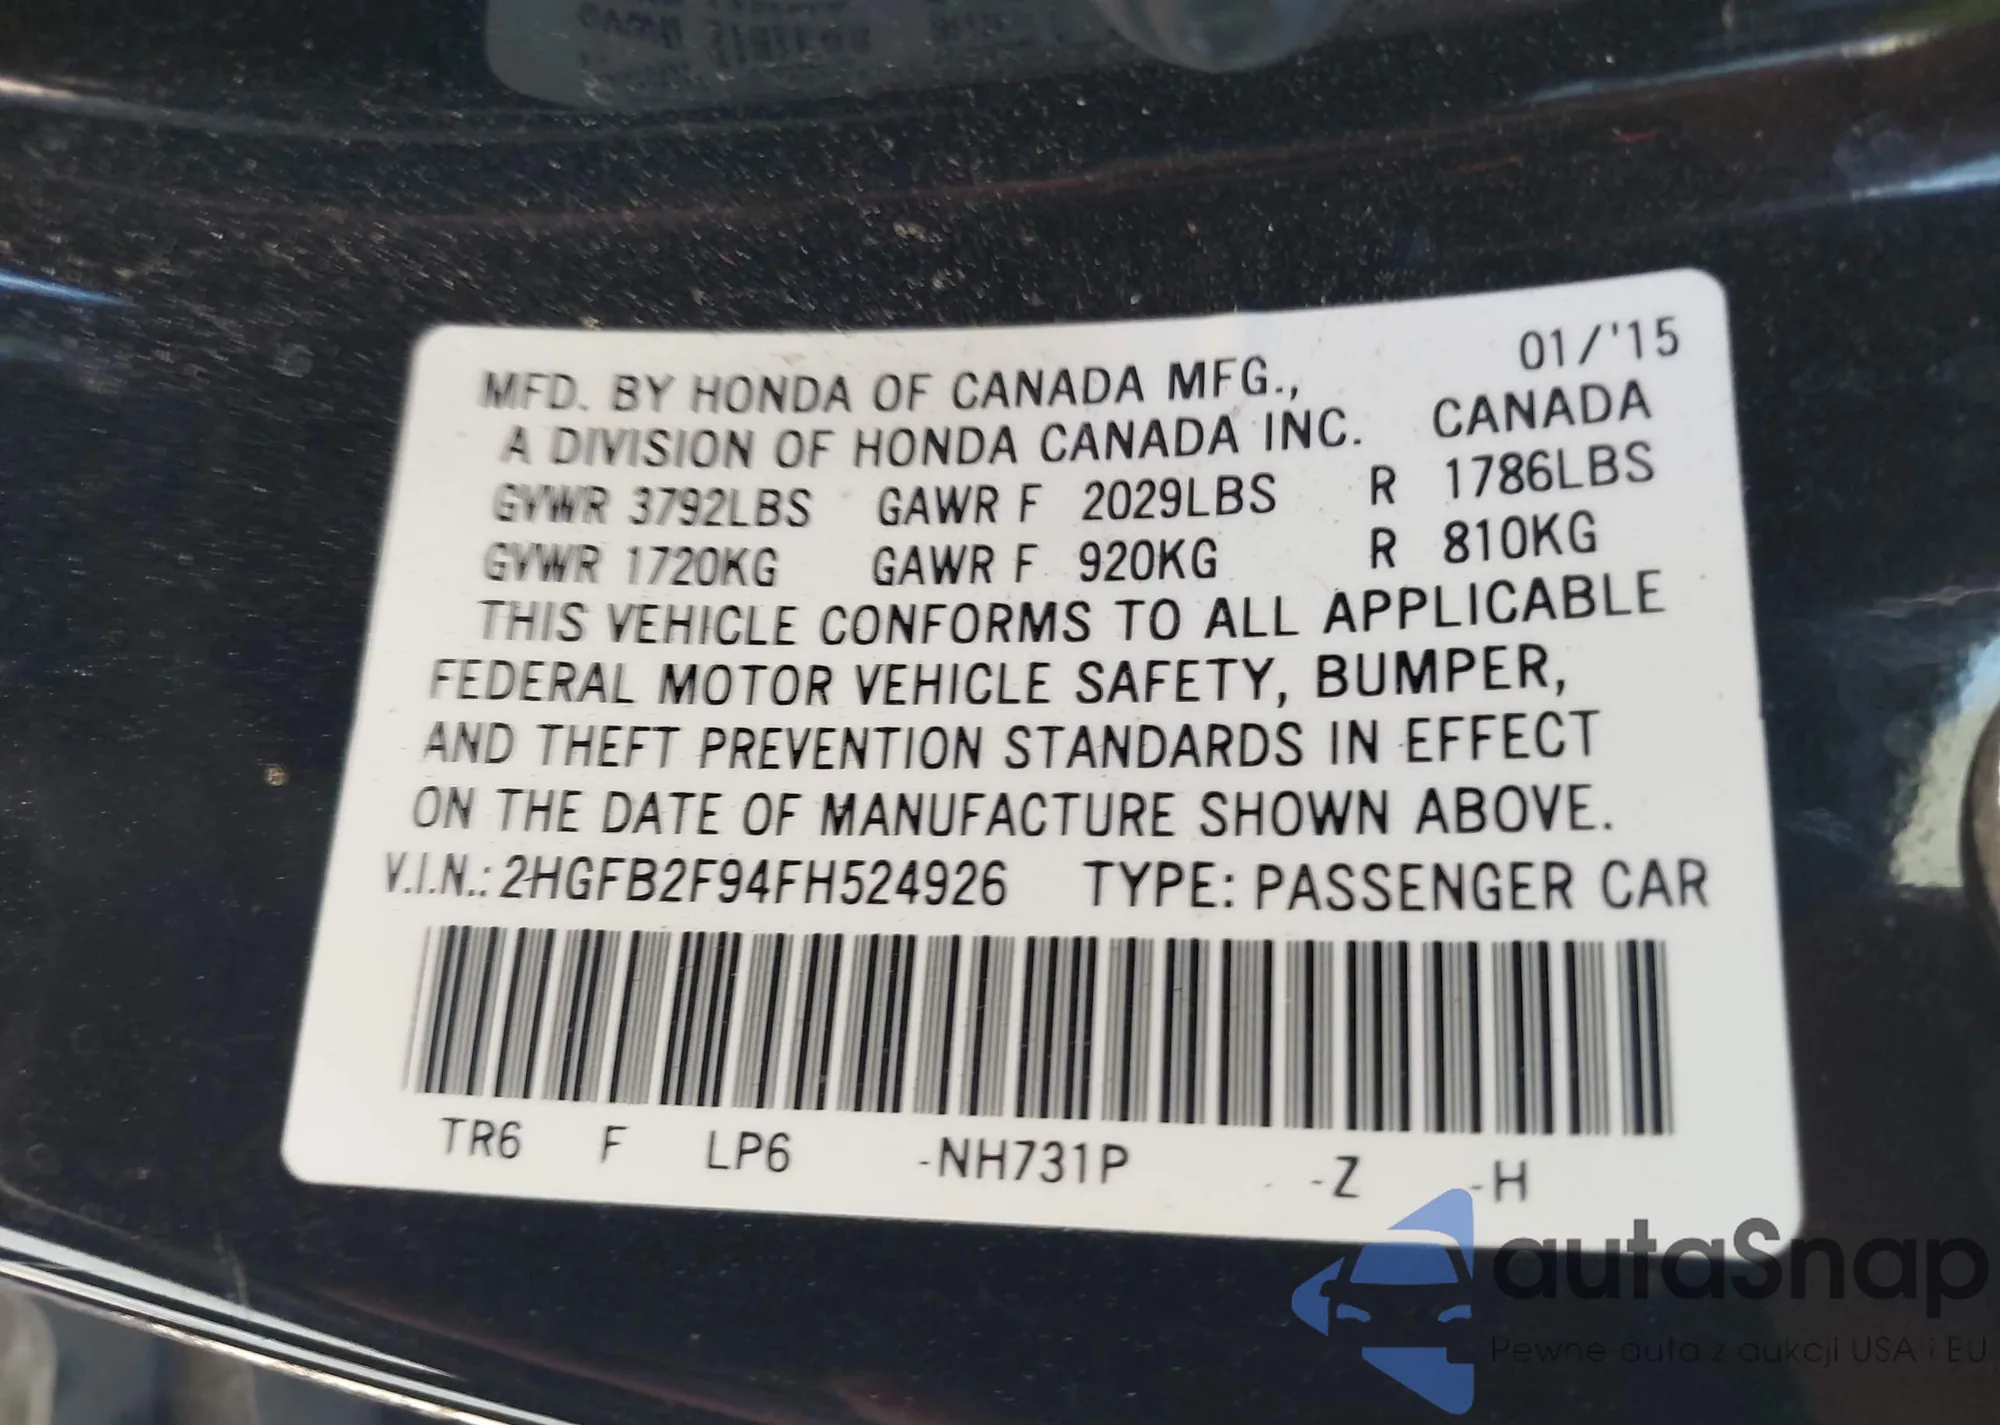 MFD. BY HONDA OF CANADA MFG., 01/'15
A DIVISION OF HONDA CANADA INC. CANADA
GVWR 3792LBS GAWR F 2029LBS R 1786LBS
GVWR 1720KG GAWR F 920KG R 810KG
THIS VEHICLE CONFORMS TO ALL APPLICABLE
FEDERAL MOTOR VEHICLE SAFETY, BUMPER,
AND THEFT PREVENTION STANDARDS IN EFFECT
ON THE DATE OF MANUFACTURE SHOWN ABOVE.
V.I.N.: 2HGFB2F94FH524926 TYPE: PASSENGER CAR
TR6 F LP6 -NH731P -Z -H
autaSnap
Pewne auta z aukcji USA i EU